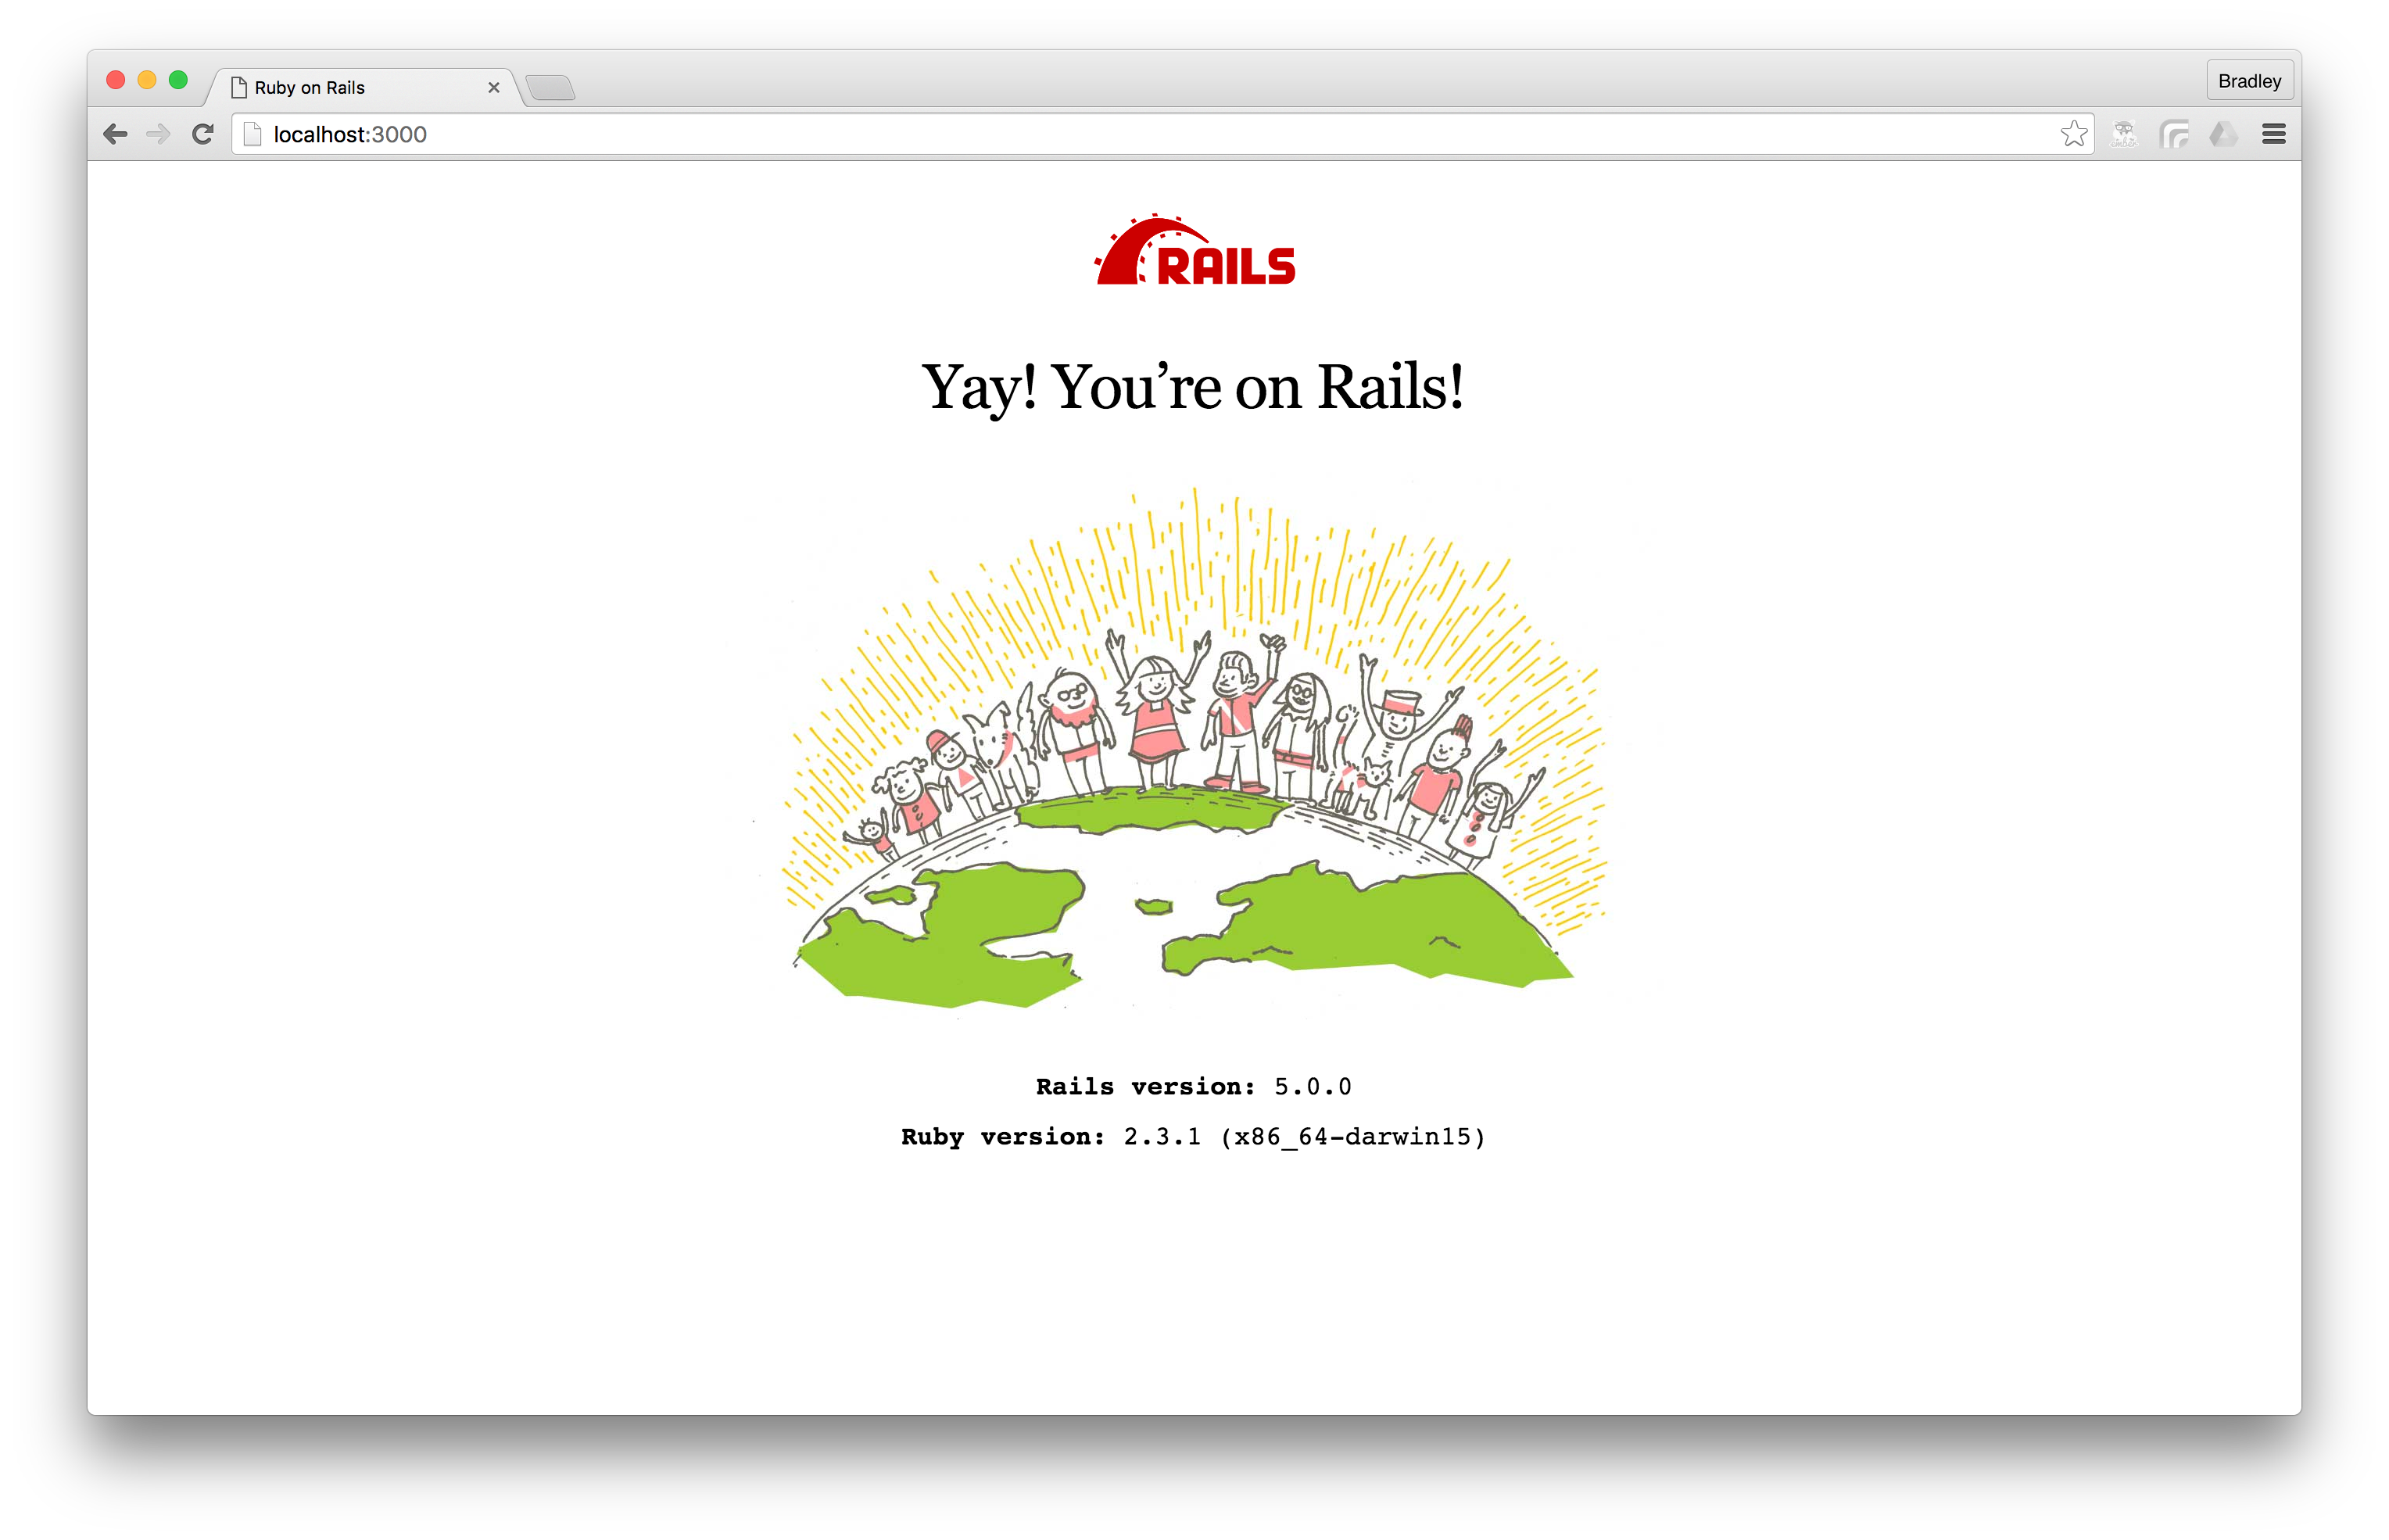 Ruby on Rails
Bradley
localhost:3000
RAILS
Yay! You’re on Rails!
Rails version: 5.0.0
Ruby version: 2.3.1 (x86_64-darwin15)